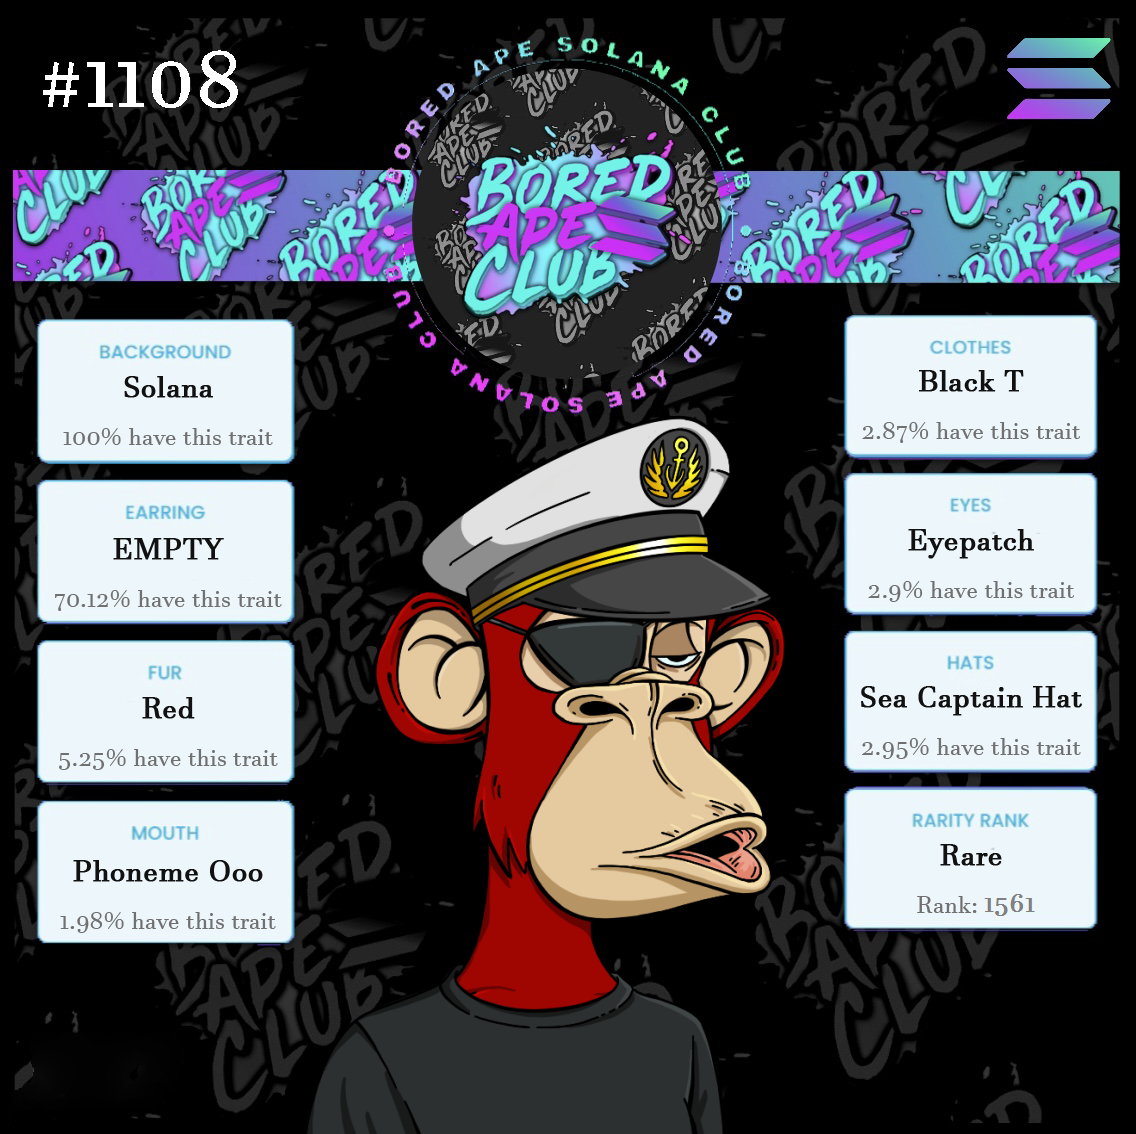 #1108
BORED APE SOLANA CLUB
BORED APE SOLANA CLUB
BORED
APE
CLUB
BACKGROUND
Solana
100% have this trait
EARRING
EMPTY
70.12% have this trait
FUR
Red
5.25% have this trait
MOUTH
Phoneme Ooo
1.98% have this trait
CLOTHES
Black T
2.87% have this trait
EYES
Eyepatch
2.9% have this trait
HATS
Sea Captain Hat
2.95% have this trait
RARITY RANK
Rare
Rank: 1561